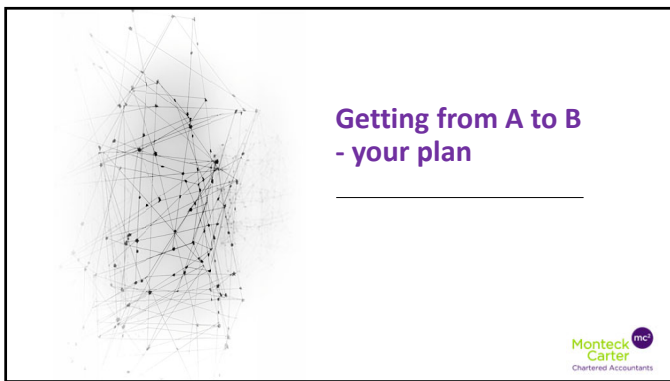 Getting from A to B
- your plan
Monteck
Carter
mc²
Chartered Accountants